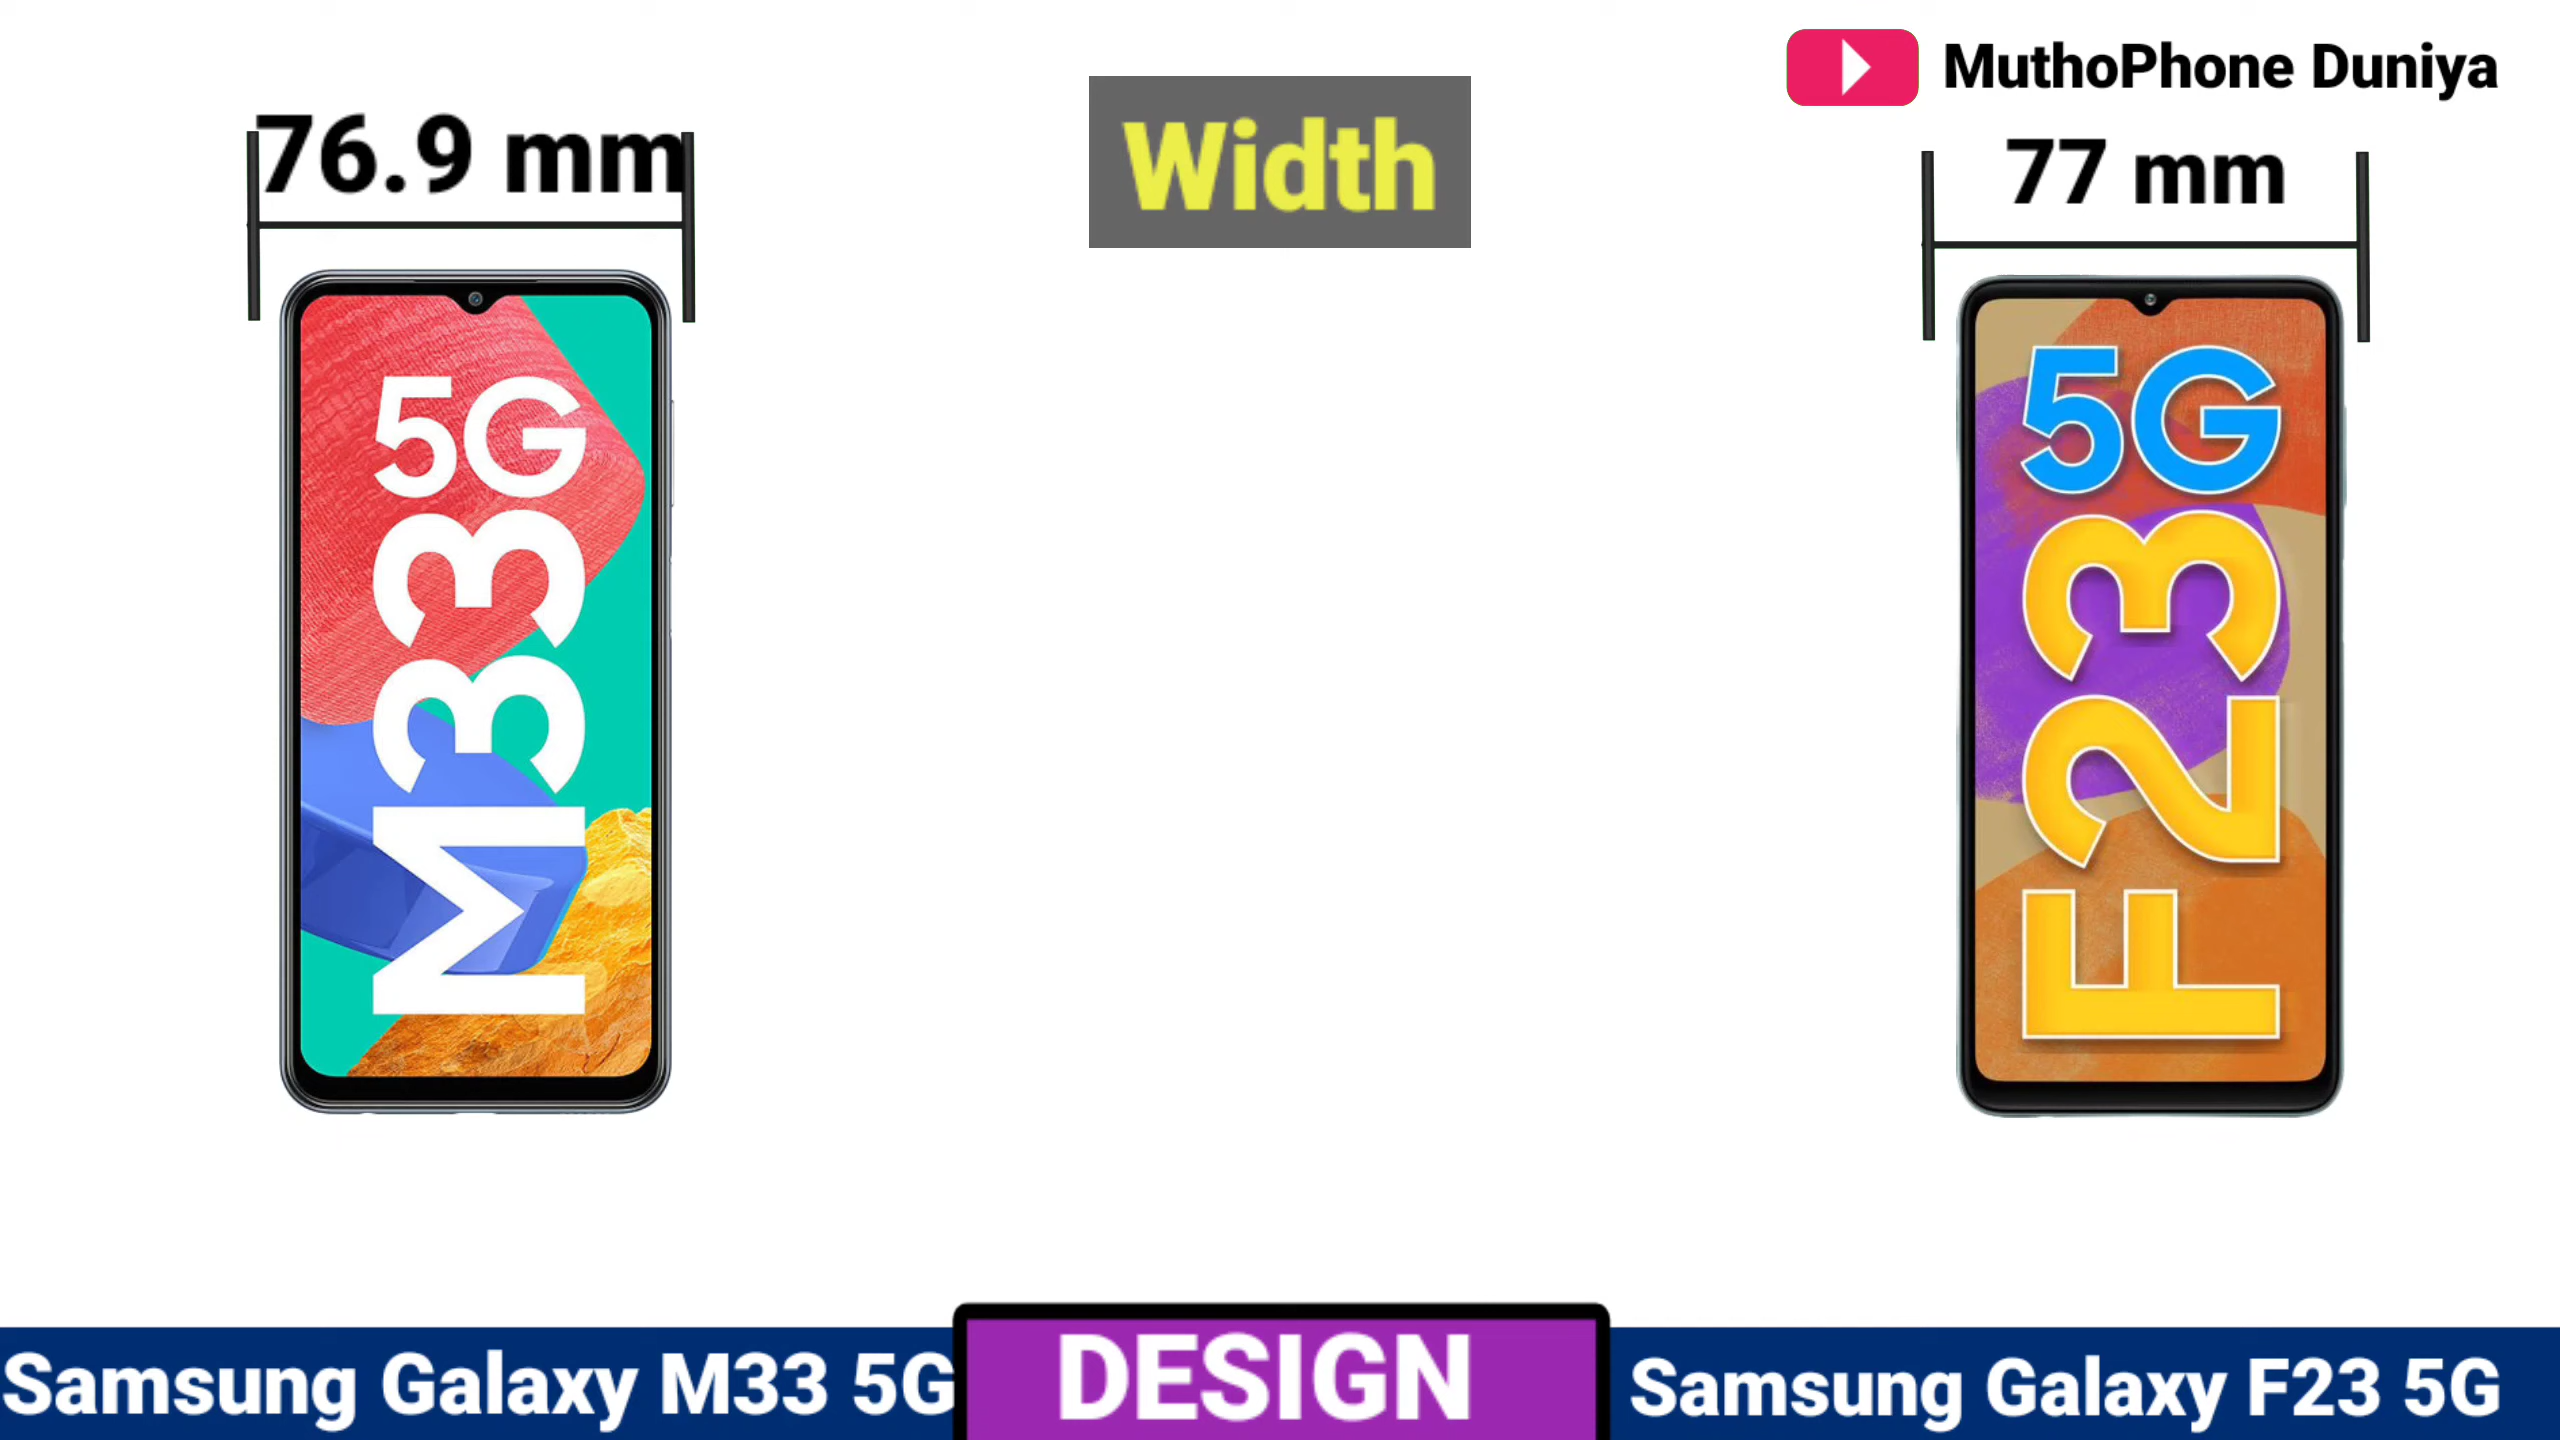 MuthoPhone Duniya
76.9 mm
Width
77 mm
M33 5G
F23 5G
Samsung Galaxy M33 5G
DESIGN
Samsung Galaxy F23 5G